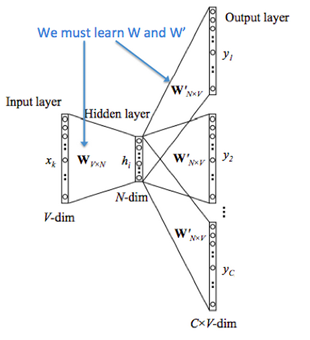 We must learn W and W'
Output layer
y1
W'N×V
Input layer
Hidden layer
xk
WV×N
hi
W'N×V
y2
N-dim
V-dim
W'N×V
yC
C×V-dim